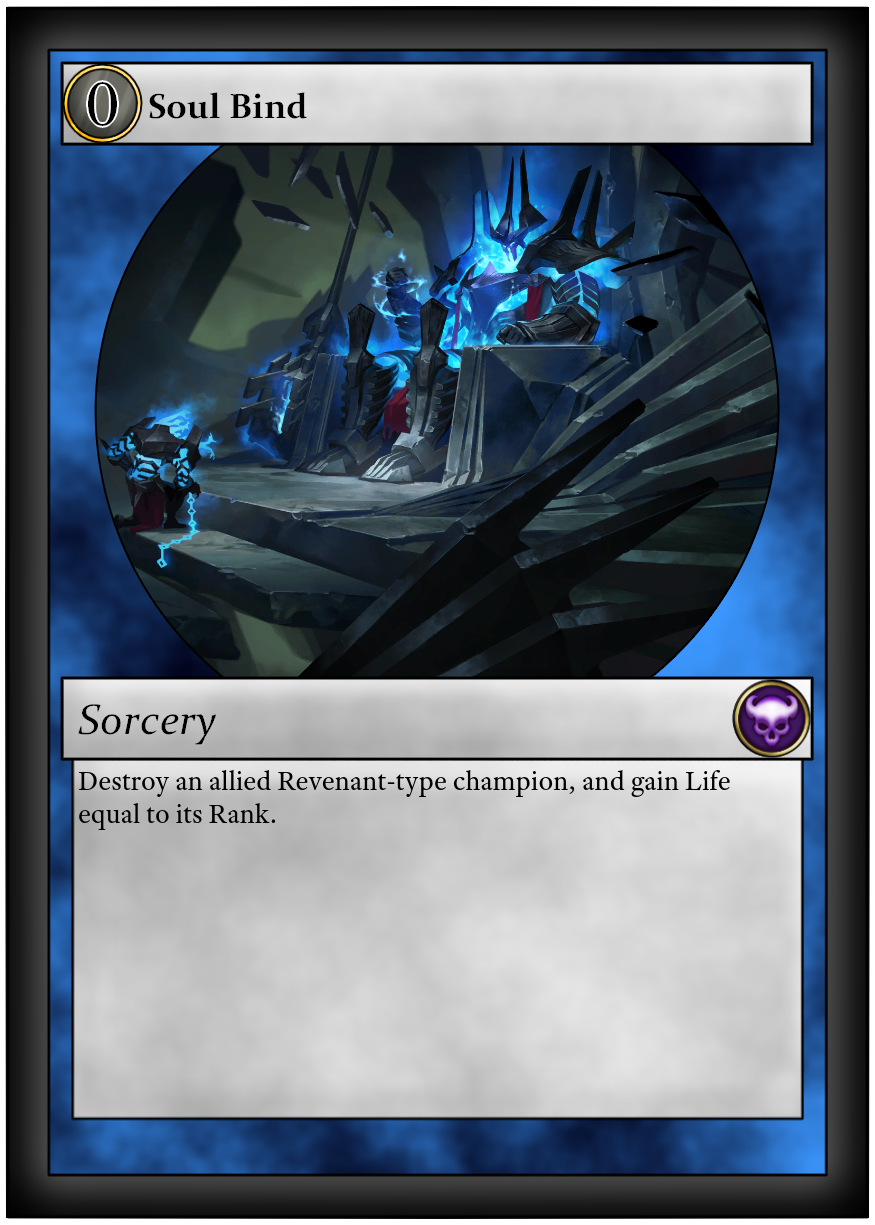 0 Soul Bind
Sorcery
Destroy an allied Revenant-type champion, and gain Life
equal to its Rank.